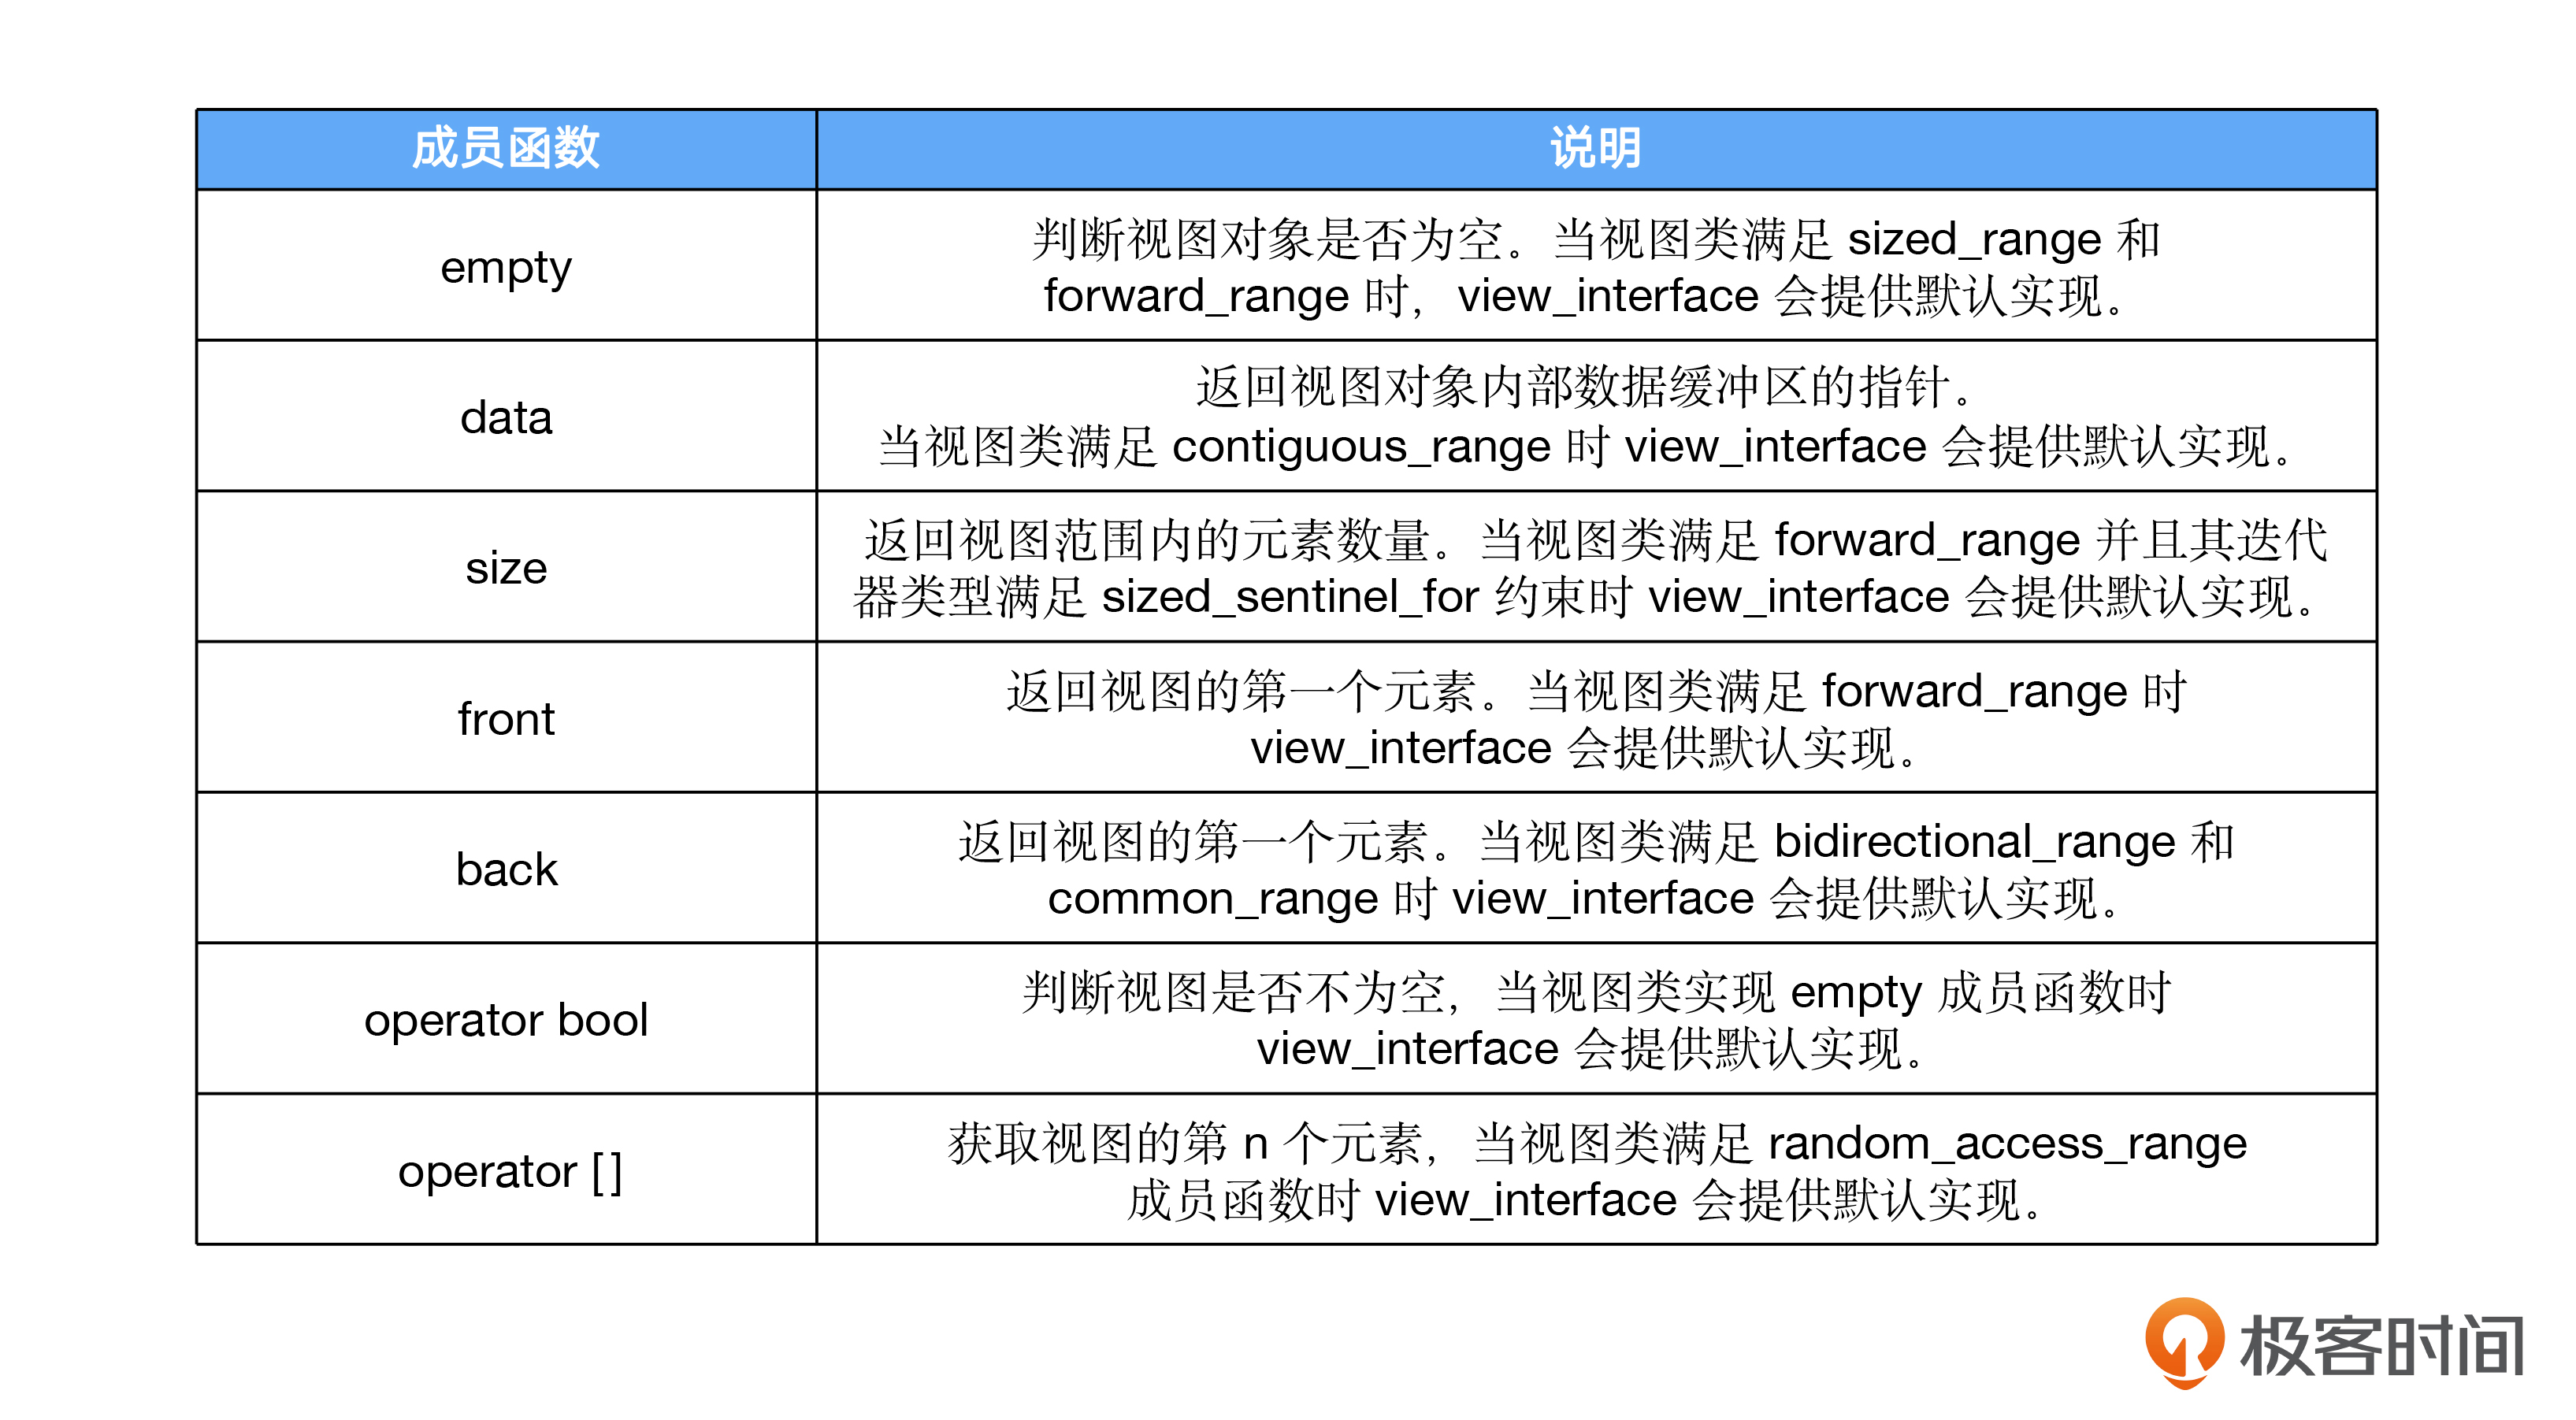 成员函数
说明
empty
判断视图对象是否为空。当视图类满足 sized_range 和
forward_range 时，view_interface 会提供默认实现。
data
返回视图对象内部数据缓冲区的指针。
当视图类满足 contiguous_range 时 view_interface 会提供默认实现。
size
返回视图范围内的元素数量。当视图类满足 forward_range 并且其迭代
器类型满足 sized_sentinel_for 约束时 view_interface 会提供默认实现。
front
返回视图的第一个元素。当视图类满足 forward_range 时
view_interface 会提供默认实现。
back
返回视图的第一个元素。当视图类满足 bidirectional_range 和
common_range 时 view_interface 会提供默认实现。
operator bool
判断视图是否不为空，当视图类实现 empty 成员函数时
view_interface 会提供默认实现。
operator []
获取视图的第 n 个元素，当视图类满足 random_access_range
成员函数时 view_interface 会提供默认实现。
极客时间